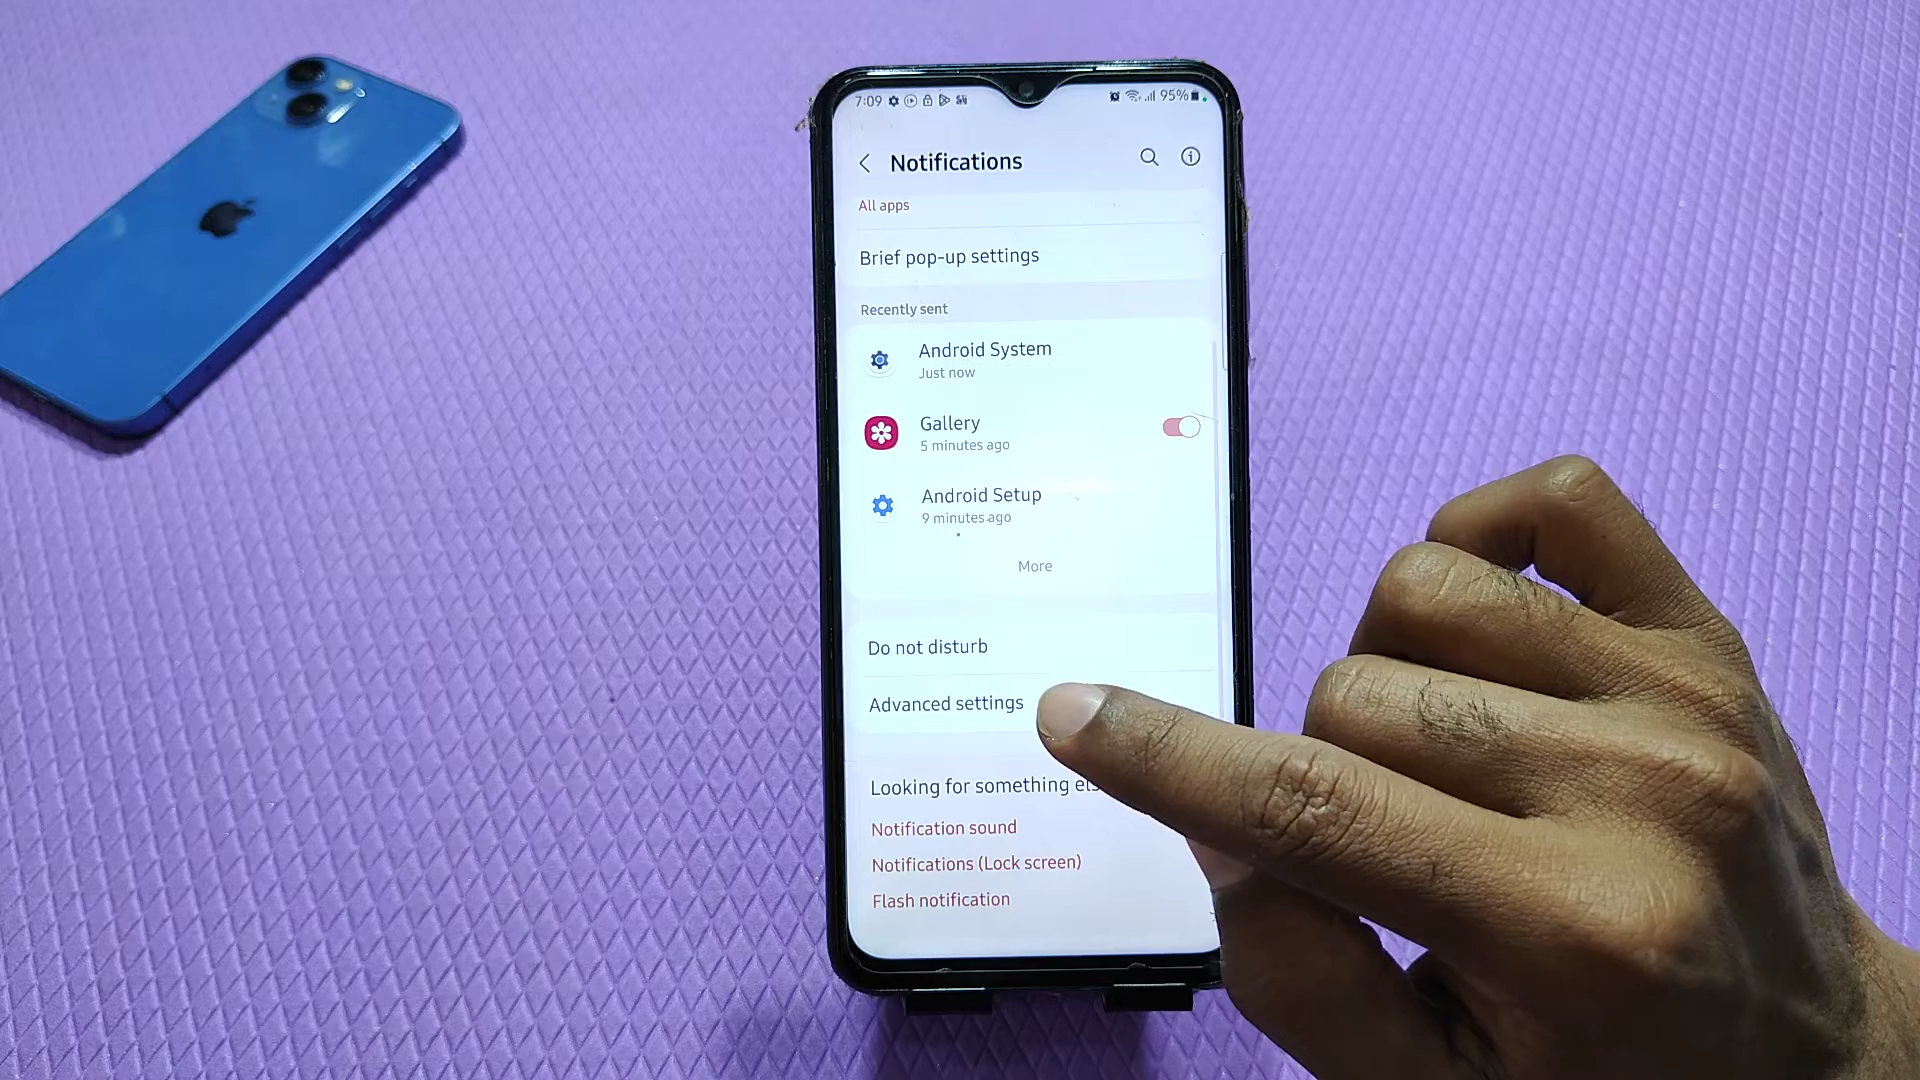 7:09 95%
Notifications
All apps
Brief pop-up settings
Recently sent
Android System
Just now
Gallery
5 minutes ago
Android Setup
9 minutes ago
More
Do not disturb
Advanced settings
Looking for something els
Notification sound
Notifications (Lock screen)
Flash notification